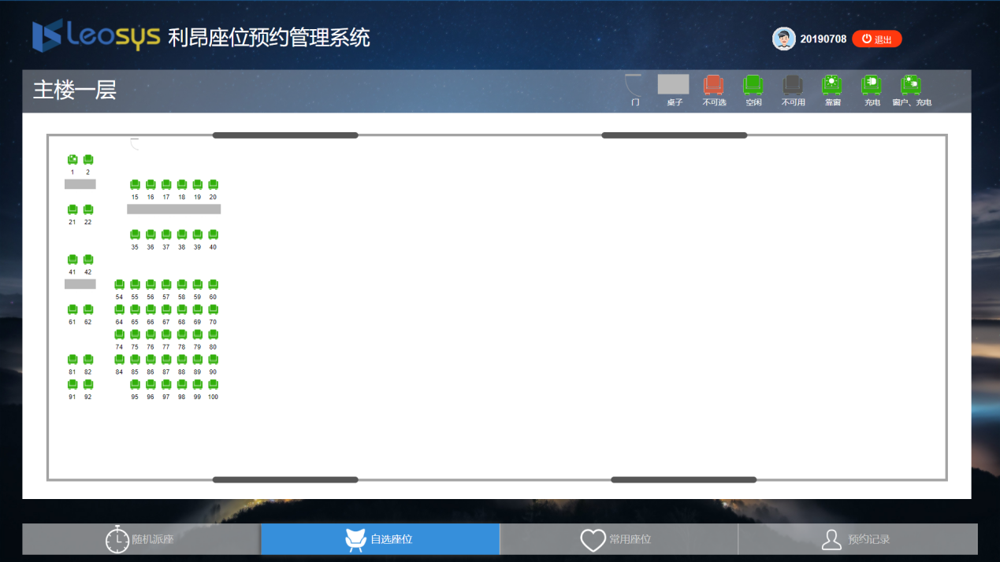 Leosys 利昂座位预约管理系统
20190708 退出
主楼一层
门 桌子 不可选 空闲 不可用 靠窗 充电 窗户、充电
1 2
15 16 17 18 19 20
21 22
35 36 37 38 39 40
41 42
54 55 56 57 58 59 60
61 62 64 65 66 67 68 69 70
74 75 76 77 78 79 80
81 82 84 85 86 87 88 89 90
91 92 95 96 97 98 99 100
随机派座 自选座位 常用座位 预约记录